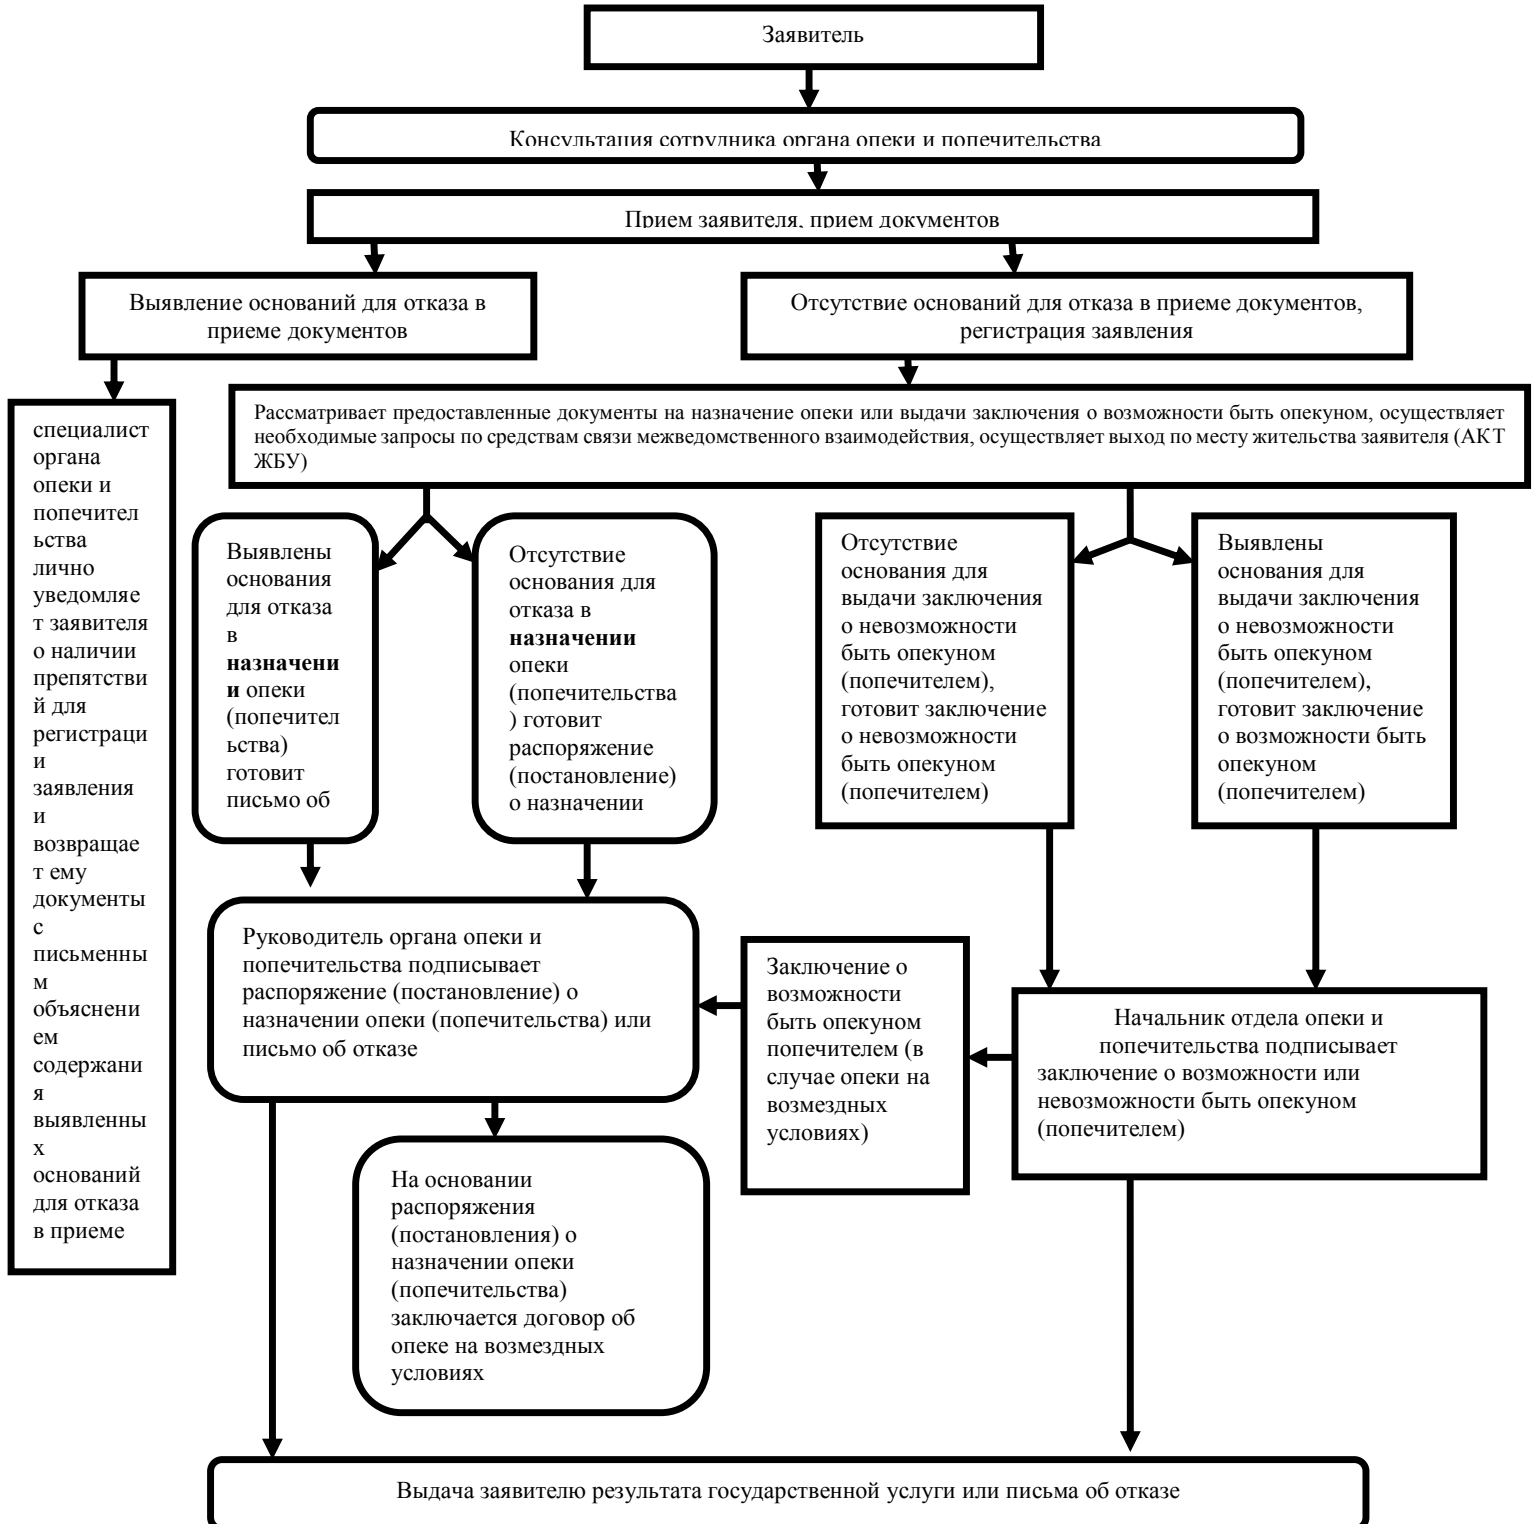 Заявитель
Консультация сотрудника органа опеки и попечительства
Прием заявителя, прием документов
Выявление оснований для отказа в
приеме документов
Отсутствие оснований для отказа в приеме документов,
регистрация заявления
Рассматривает предоставленные документы на назначение опеки или выдачи заключения о возможности быть опекуном, осуществляет
необходимые запросы по средствам связи межведомственного взаимодействия, осуществляет выход по месту жительства заявителя (АКТ
ЖБУ)
специалист
органа
опеки и
попечител
ьства
лично
уведомляе
т заявителя
о наличии
препятстви
й для
регистраци
и
заявления
и
возвращае
т ему
документы
с
письменны
м
объяснени
ем
содержани
я
выявленны
х
оснований
для отказа
в приеме
Выявлены
основания
для отказа
в
назначени
и опеки
(попечител
ьства)
готовит
письмо об
Отсутствие
основания для
отказа в
назначении
опеки
(попечительства
) готовит
распоряжение
(постановление)
о назначении
Отсутствие
основания для
выдачи заключения
о невозможности
быть опекуном
(попечителем),
готовит заключение
о невозможности
быть опекуном
(попечителем)
Выявлены
основания для
выдачи заключения
о невозможности
быть опекуном
(попечителем),
готовит заключение
о возможности быть
опекуном
(попечителем)
Руководитель органа опеки и
попечительства подписывает
распоряжение (постановление) о
назначении опеки (попечительства) или
письмо об отказе
Заключение о
возможности
быть опекуном
попечителем (в
случае опеки на
возмездных
условиях)
Начальник отдела опеки и
попечительства подписывает
заключение о возможности или
невозможности быть опекуном
(попечителем)
На основании
распоряжения
(постановления) о
назначении опеки
(попечительства)
заключается договор об
опеке на возмездных
условиях
Выдача заявителю результата государственной услуги или письма об отказе